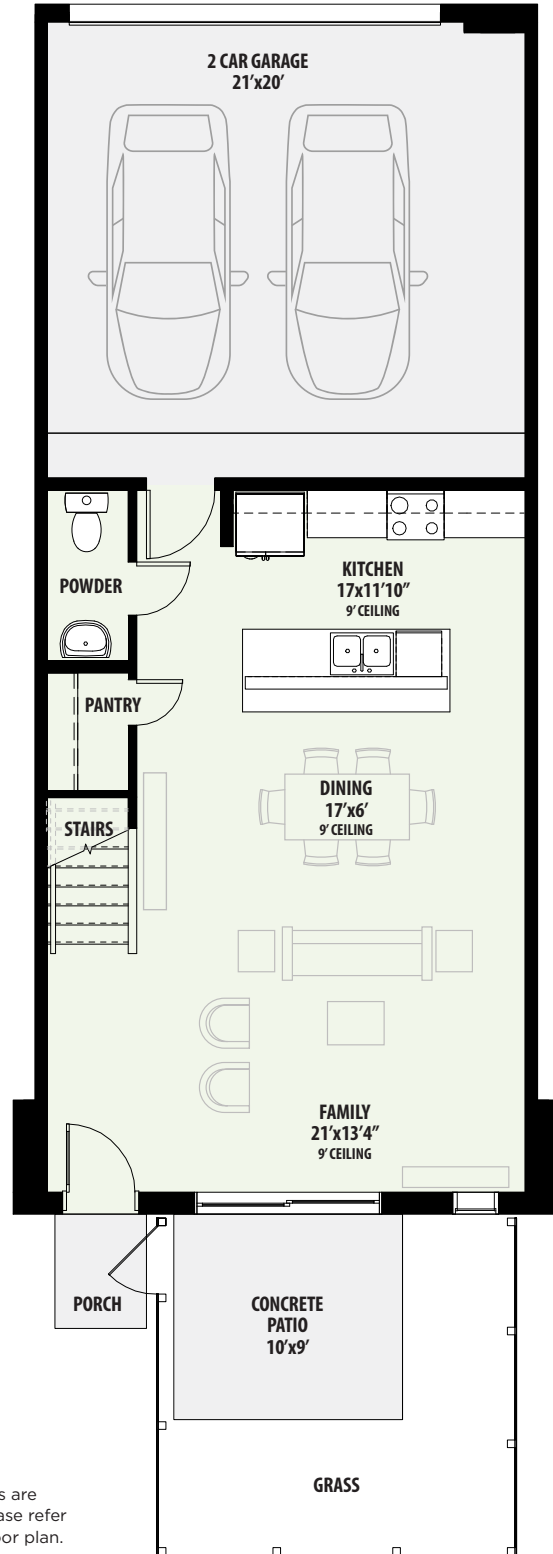 2 CAR GARAGE
21'x20'
KITCHEN
17x11'10"
9' CEILING
POWDER
PANTRY
DINING
17'x6'
9' CEILING
STAIRS
FAMILY
21'x13'4"
9' CEILING
PORCH
CONCRETE
PATIO
10'x9'
GRASS
s are
ase refer
oor plan.